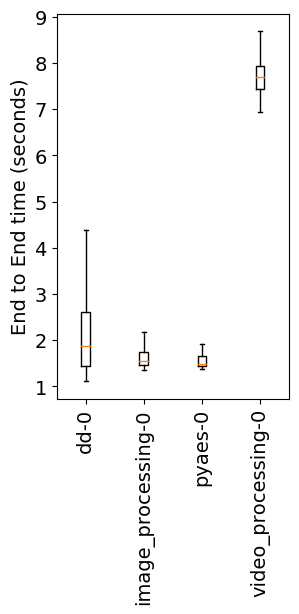 End to End time (seconds)
9
8
7
6
5
4
3
2
1
dd-0
image_processing-0
pyaes-0
video_processing-0